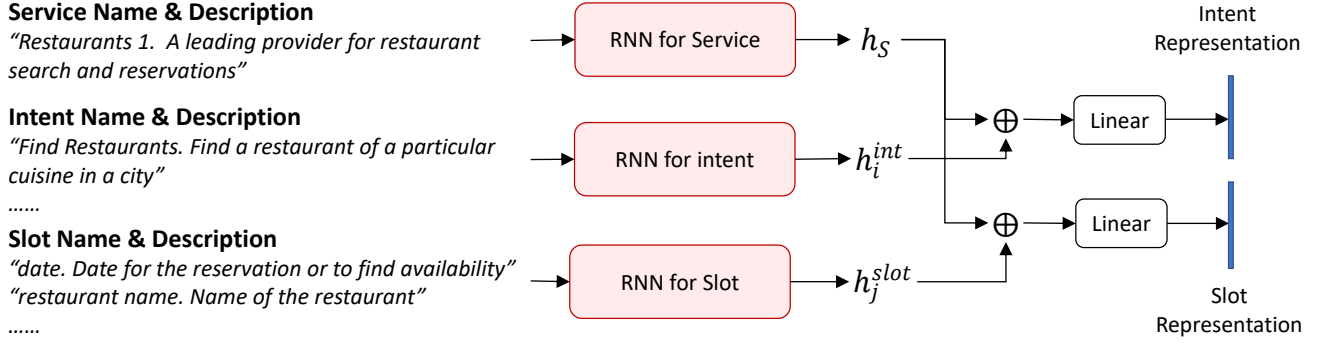 Service Name & Description
“Restaurants 1. A leading provider for restaurant
search and reservations”
RNN for Service
h_S
Intent
Representation
Intent Name & Description
“Find Restaurants. Find a restaurant of a particular
cuisine in a city”
……
RNN for intent
h_i^{int}
⊕
Linear
Slot Name & Description
“date. Date for the reservation or to find availability”
“restaurant name. Name of the restaurant”
……
RNN for Slot
h_j^{slot}
⊕
Linear
Slot
Representation